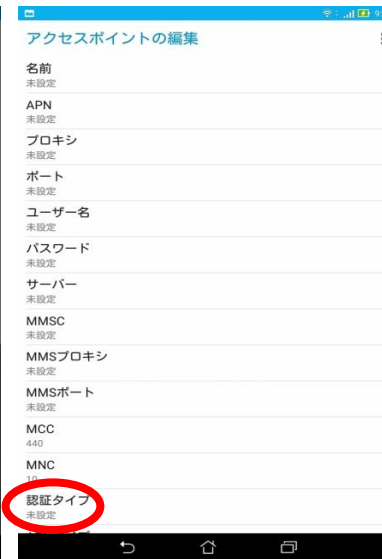 アクセスポイントの編集
名前
未設定
APN
未設定
プロキシ
未設定
ポート
未設定
ユーザー名
未設定
パスワード
未設定
サーバー
未設定
MMSC
未設定
MMSプロキシ
未設定
MMSポート
未設定
MCC
440
MNC
10
認証タイプ
未設定